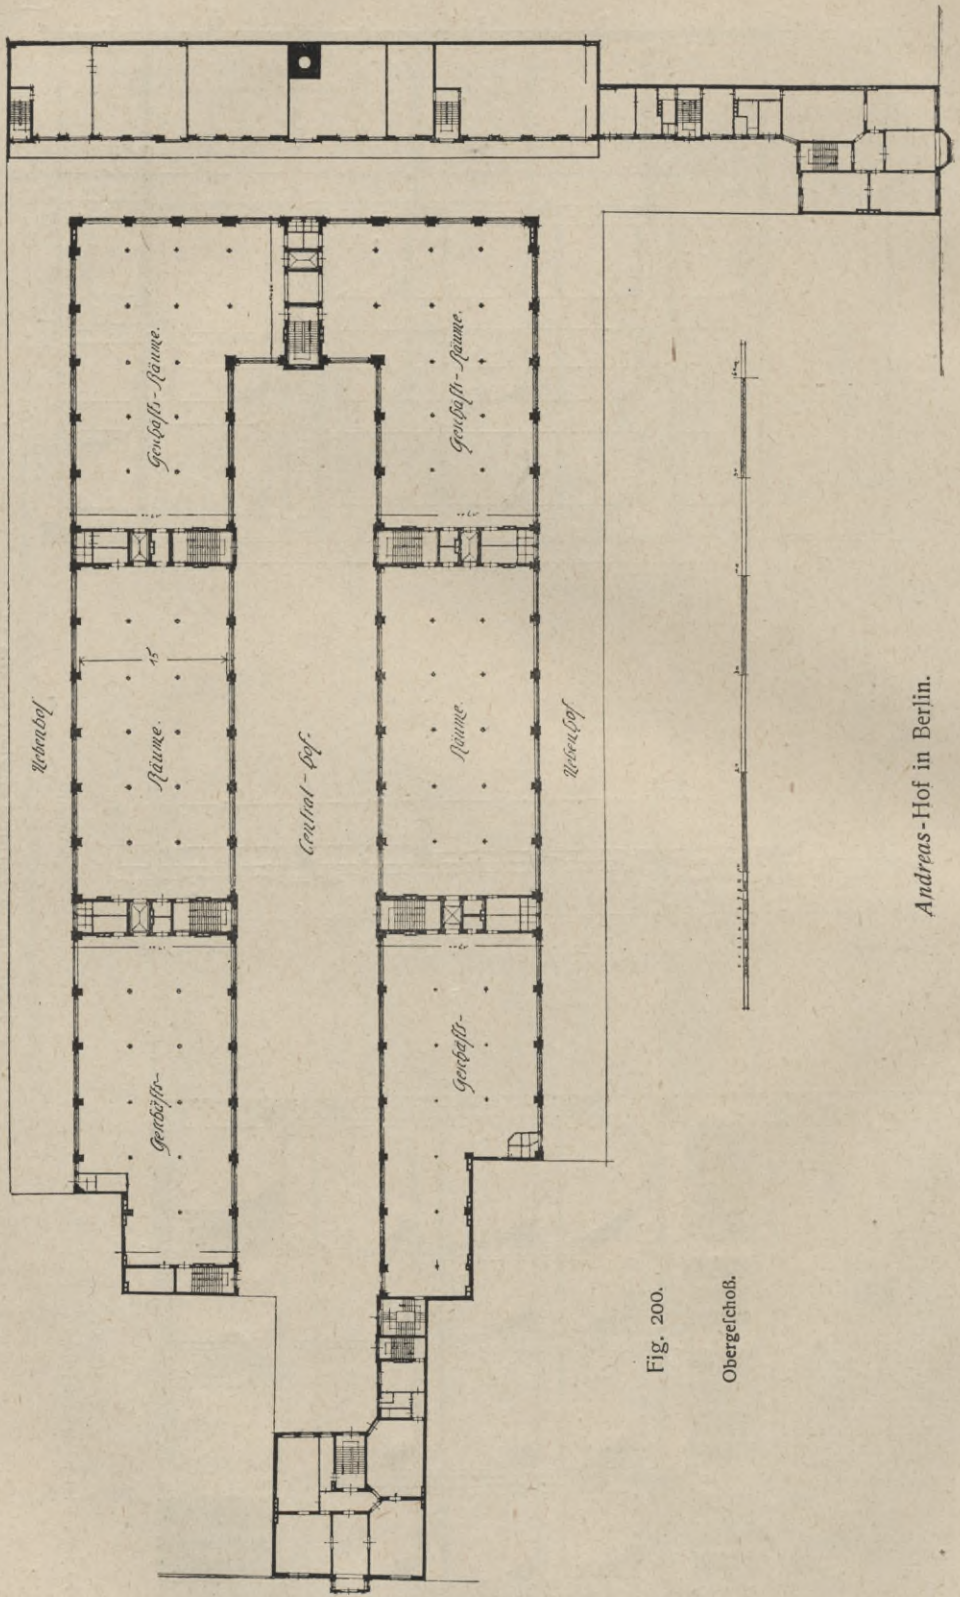 Geschäfts-Räume.
Geschäfts-Räume.
Nebenhof
Räume.
15
Central-Hof.
Räume.
Nebenhof
Geschäfts-
Geschäfts-
Fig. 200.
Obergeſchoß.
Andreas-Hof in Berlin.